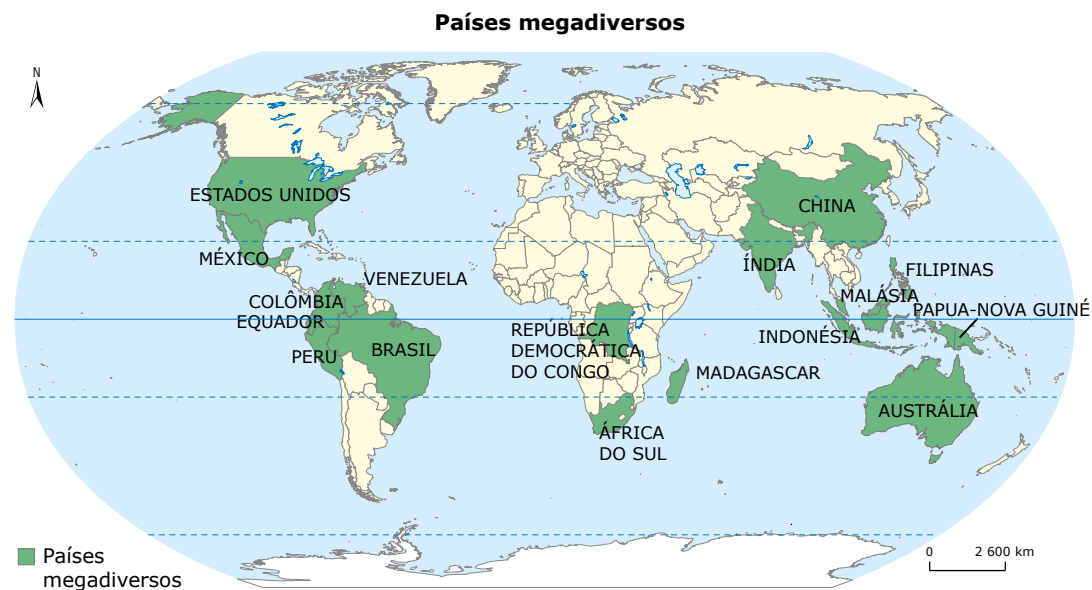 Países megadiversos
N
ESTADOS UNIDOS
CHINA
MÉXICO
VENEZUELA
ÍNDIA
FILIPINAS
COLÔMBIA
MALÁSIA
EQUADOR
PAPUA-NOVA GUINÉ
REPÚBLICA
DEMOCRÁTICA
DO CONGO
INDONÉSIA
PERU
BRASIL
MADAGASCAR
AUSTRÁLIA
ÁFRICA
DO SUL
Países
megadiversos
0 2 600 km